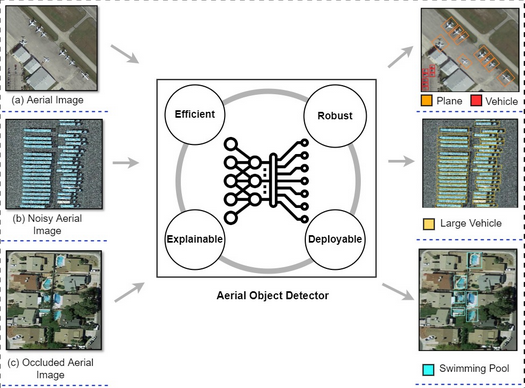 (a) Aerial Image
(b) Noisy Aerial
Image
(c) Occluded Aerial
Image
Efficient
Robust
Explainable
Deployable
Aerial Object Detector
Plane
Vehicle
Large Vehicle
Swimming Pool